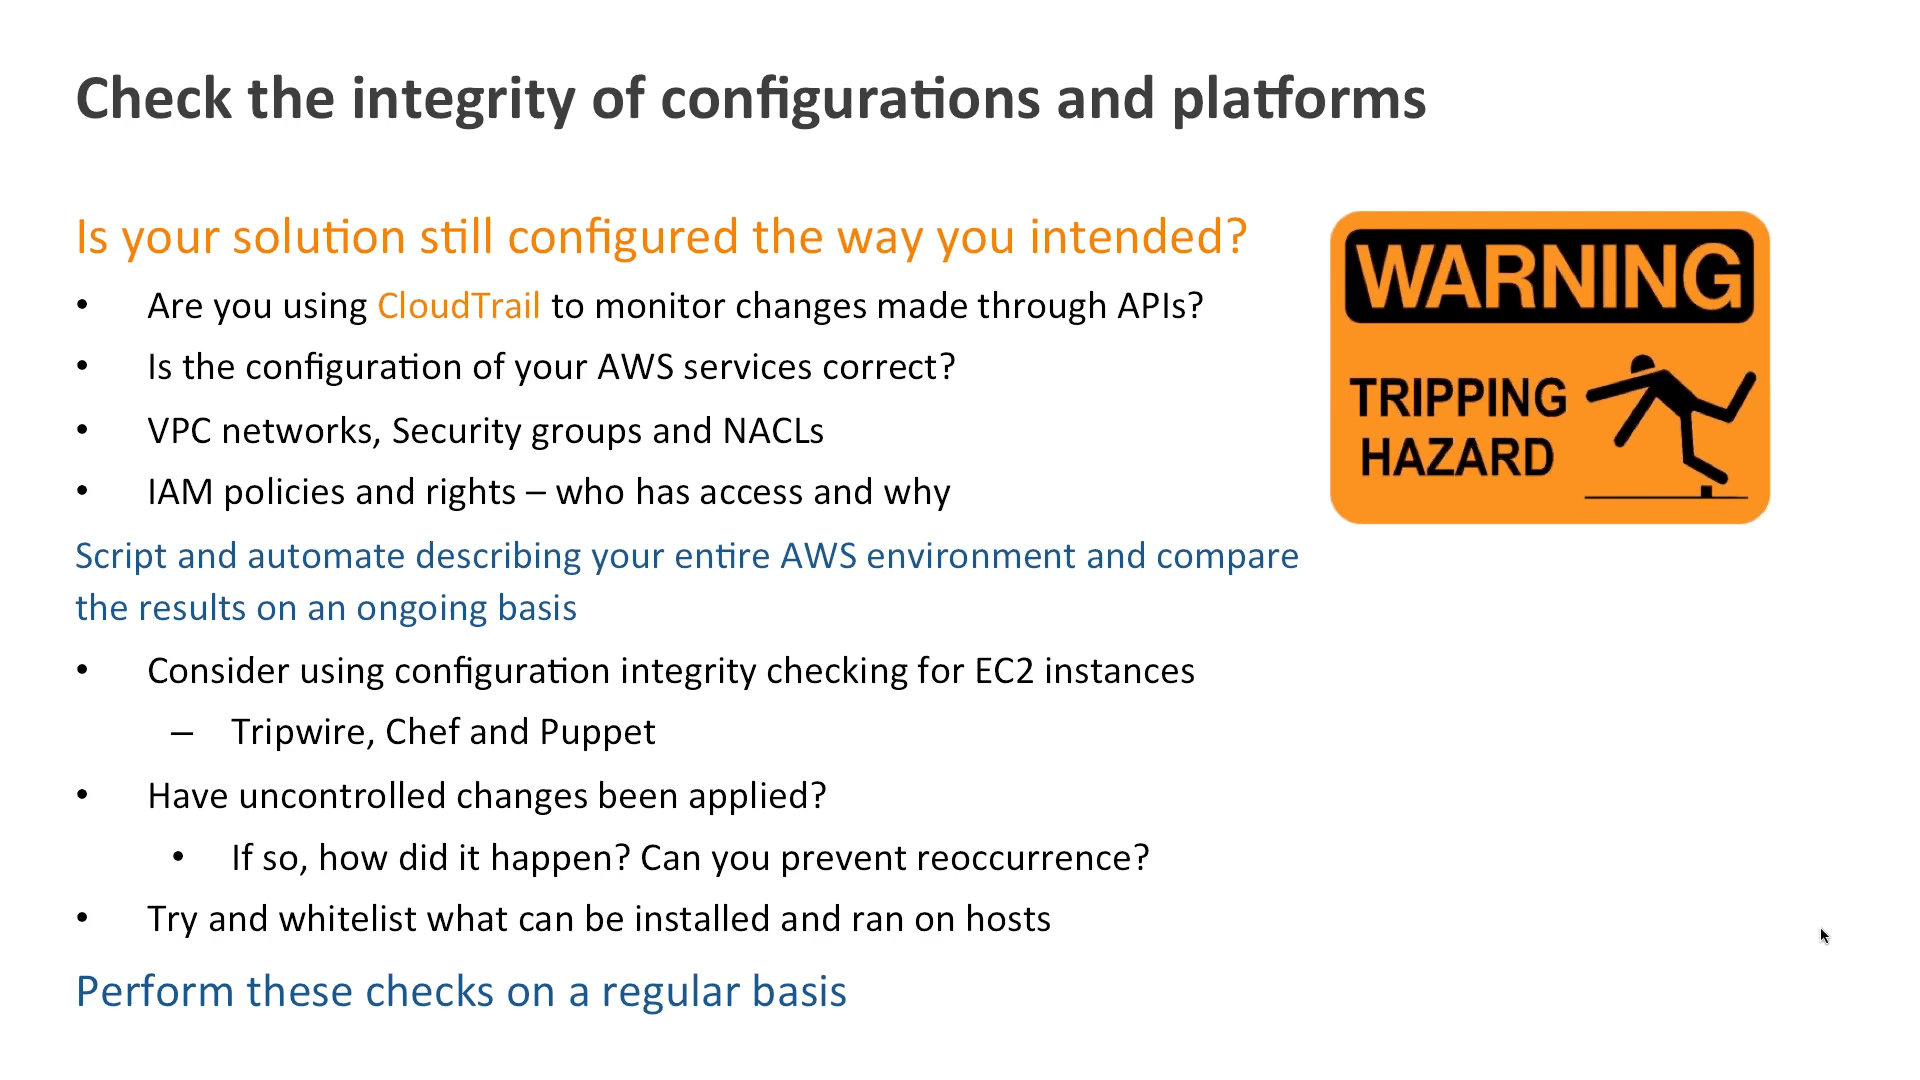 Check the integrity of configurations and platforms
Is your solution still configured the way you intended?
• Are you using CloudTrail to monitor changes made through APIs?
• Is the configuration of your AWS services correct?
• VPC networks, Security groups and NACLs
• IAM policies and rights – who has access and why
Script and automate describing your entire AWS environment and compare
the results on an ongoing basis
• Consider using configuration integrity checking for EC2 instances
– Tripwire, Chef and Puppet
• Have uncontrolled changes been applied?
• If so, how did it happen? Can you prevent reoccurrence?
• Try and whitelist what can be installed and ran on hosts
Perform these checks on a regular basis
WARNING
TRIPPING
HAZARD